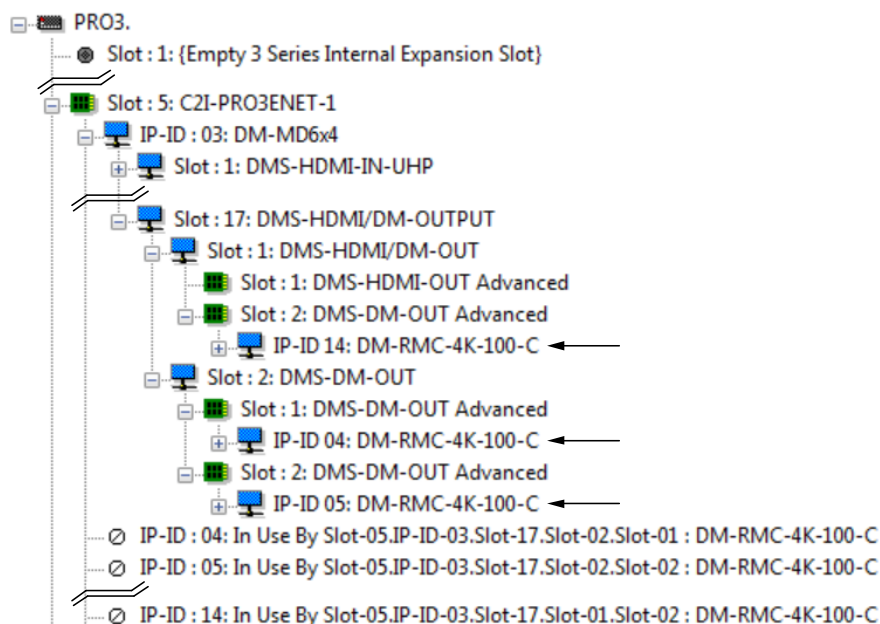 PRO3.
Slot : 1: {Empty 3 Series Internal Expansion Slot}
Slot : 5: C2I-PRO3ENET-1
IP-ID : 03: DM-MD6x4
Slot : 1: DMS-HDMI-IN-UHP
Slot : 17: DMS-HDMI/DM-OUTPUT
Slot : 1: DMS-HDMI/DM-OUT
Slot : 1: DMS-HDMI-OUT Advanced
Slot : 2: DMS-DM-OUT Advanced
IP-ID 14: DM-RMC-4K-100-C
Slot : 2: DMS-DM-OUT
Slot : 1: DMS-DM-OUT Advanced
IP-ID 04: DM-RMC-4K-100-C
Slot : 2: DMS-DM-OUT Advanced
IP-ID 05: DM-RMC-4K-100-C
IP-ID : 04: In Use By Slot-05.IP-ID-03.Slot-17.Slot-02.Slot-01 : DM-RMC-4K-100-C
IP-ID : 05: In Use By Slot-05.IP-ID-03.Slot-17.Slot-02.Slot-02 : DM-RMC-4K-100-C
IP-ID : 14: In Use By Slot-05.IP-ID-03.Slot-17.Slot-01.Slot-02 : DM-RMC-4K-100-C